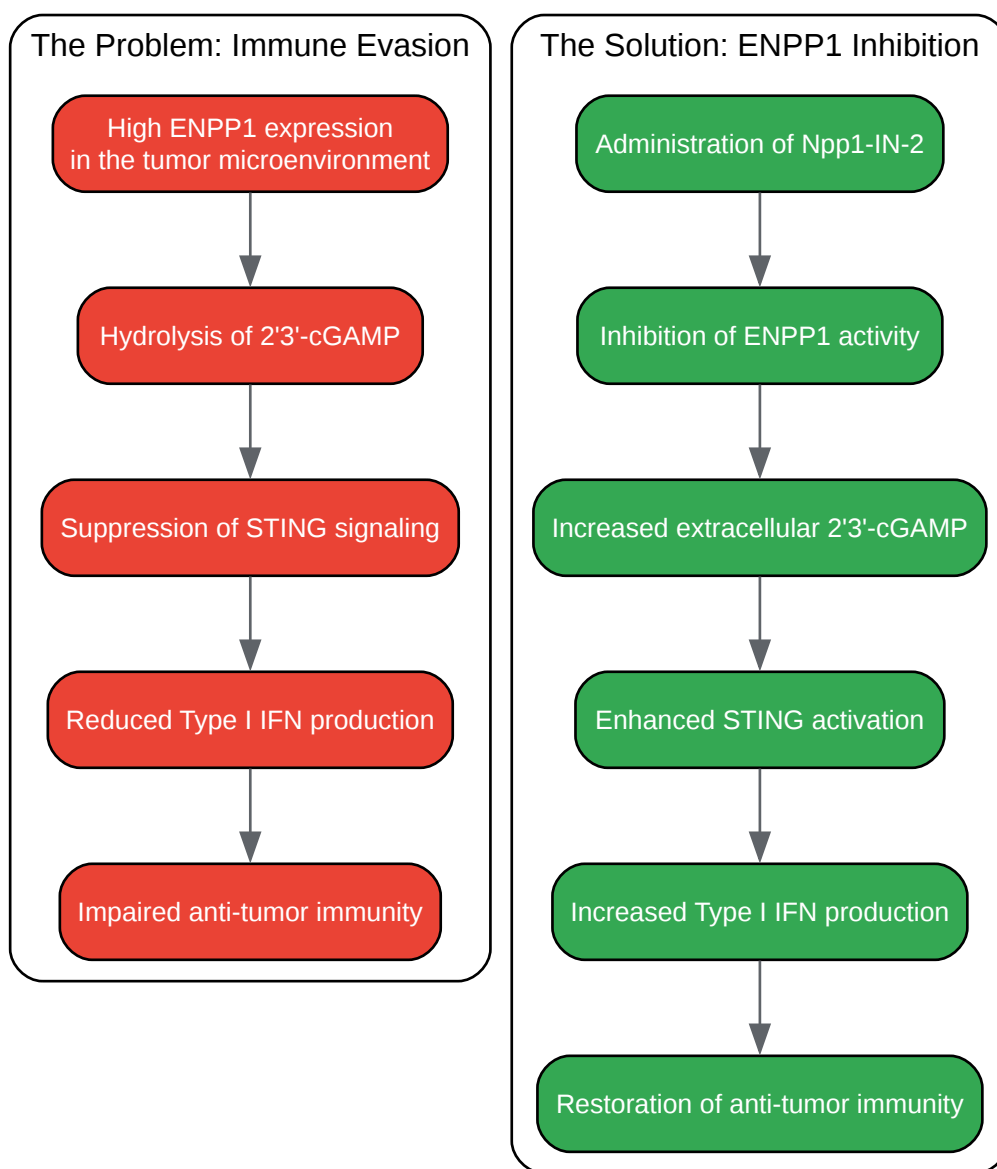 The Problem: Immune Evasion
High ENPP1 expression
in the tumor microenvironment
Hydrolysis of 2'3'-cGAMP
Suppression of STING signaling
Reduced Type I IFN production
Impaired anti-tumor immunity
The Solution: ENPP1 Inhibition
Administration of Npp1-IN-2
Inhibition of ENPP1 activity
Increased extracellular 2'3'-cGAMP
Enhanced STING activation
Increased Type I IFN production
Restoration of anti-tumor immunity